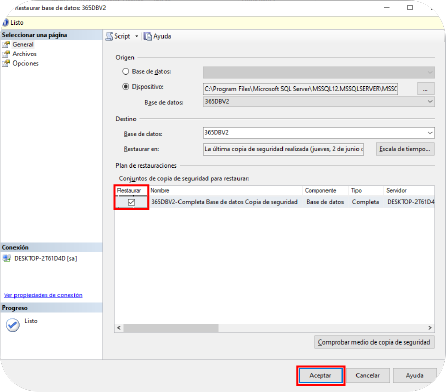 Restaurar base de datos: 365DBV2
Listo
Seleccionar una página
General
Archivos
Opciones
Script
Ayuda
Origen
Base de datos:
Dispositivo:
C:\Program Files\Microsoft SQL Server\MSSQL12.MSSQLSERVER\MSSC
...
Base de datos:
365DBV2
Destino
Base de datos:
365DBV2
Restaurar en:
La última copia de seguridad realizada (jueves, 2 de junio
Escala de tiempo...
Plan de restauraciones
Conjuntos de copia de seguridad para restaurar:
Restaurar Nombre Componente Tipo Servidor
365DBV2-Completa Base de datos Copia de seguridad Base de datos Completa DESKTOP-2T61D4
Conexión
DESKTOP-2T61D4D [sa]
Ver propiedades de conexión
Progreso
Listo
Comprobar medio de copia de seguridad
Aceptar Cancelar Ayuda